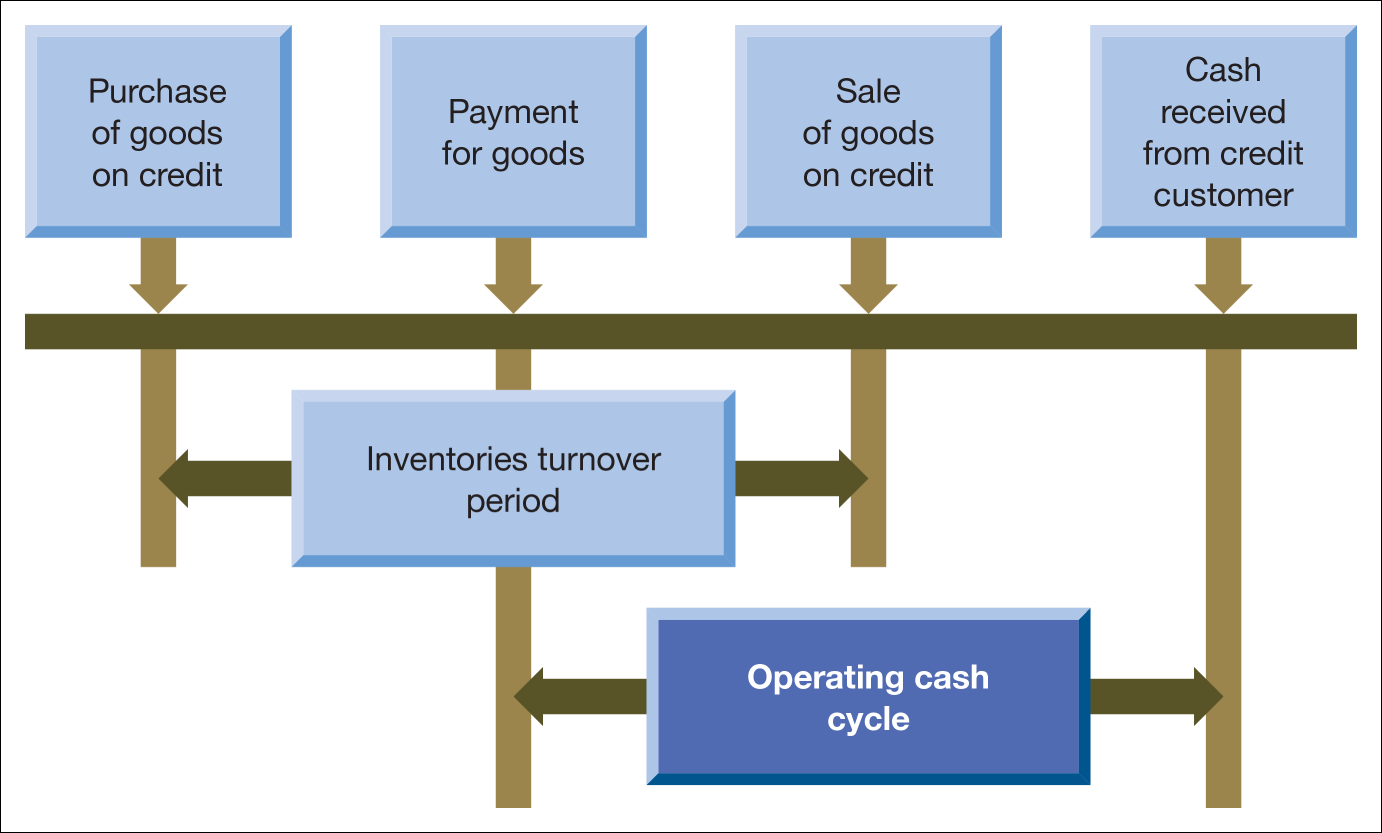 Purchase
of goods
on credit
Payment
for goods
Sale
of goods
on credit
Cash
received
from credit
customer
Inventories turnover
period
Operating cash
cycle